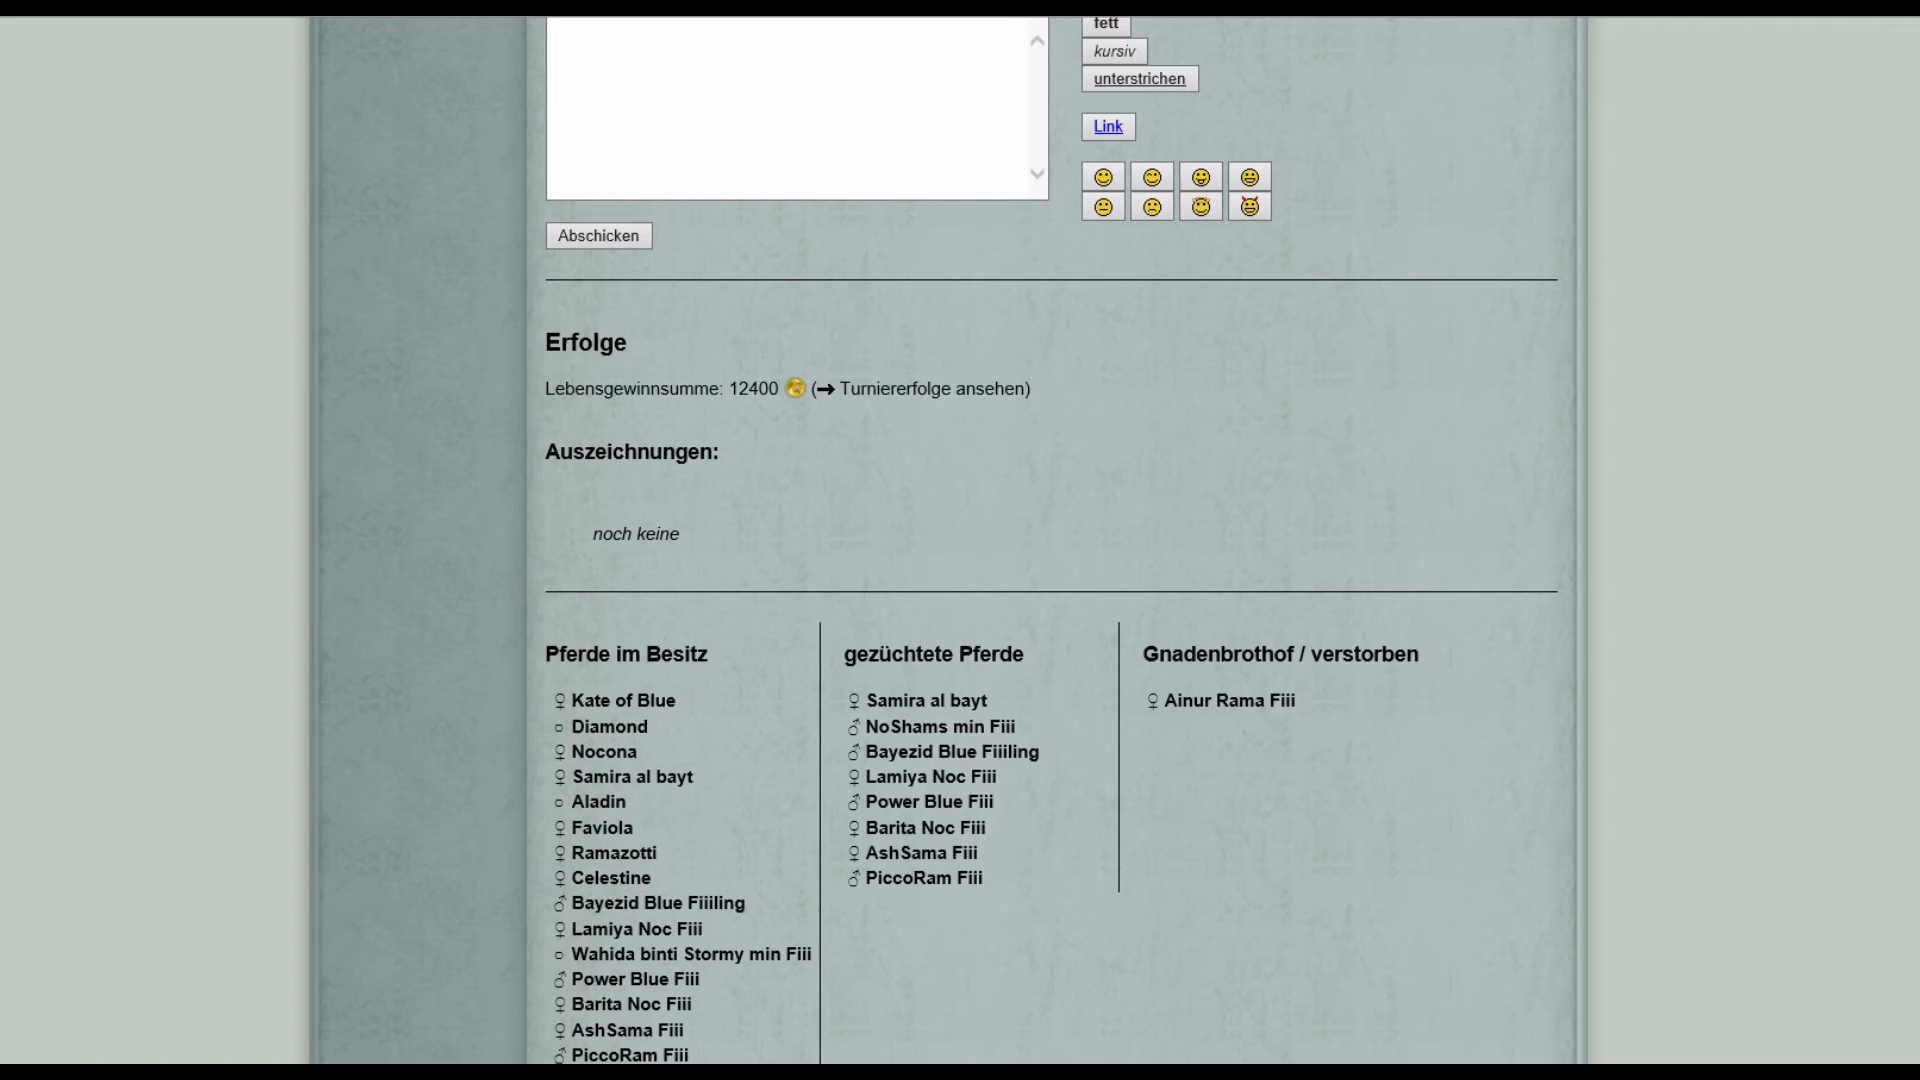 fett
kursiv
unterstrichen
Link
Abschicken
Erfolge
Lebensgewinnsumme: 12400 (➞ Turniererfolge ansehen)
Auszeichnungen:
noch keine
Pferde im Besitz
♀ Kate of Blue
○ Diamond
♀ Nocona
♀ Samira al bayt
○ Aladin
♀ Faviola
♀ Ramazotti
♀ Celestine
♂ Bayezid Blue Fiiiling
♀ Lamiya Noc Fiii
○ Wahida binti Stormy min Fiii
♂ Power Blue Fiii
♀ Barita Noc Fiii
♀ AshSama Fiii
♂ PiccoRam Fiii
gezüchtete Pferde
♀ Samira al bayt
♂ NoShams min Fiii
♂ Bayezid Blue Fiiiling
♀ Lamiya Noc Fiii
♂ Power Blue Fiii
♀ Barita Noc Fiii
♀ AshSama Fiii
♂ PiccoRam Fiii
Gnadenbrothof / verstorben
♀ Ainur Rama Fiii